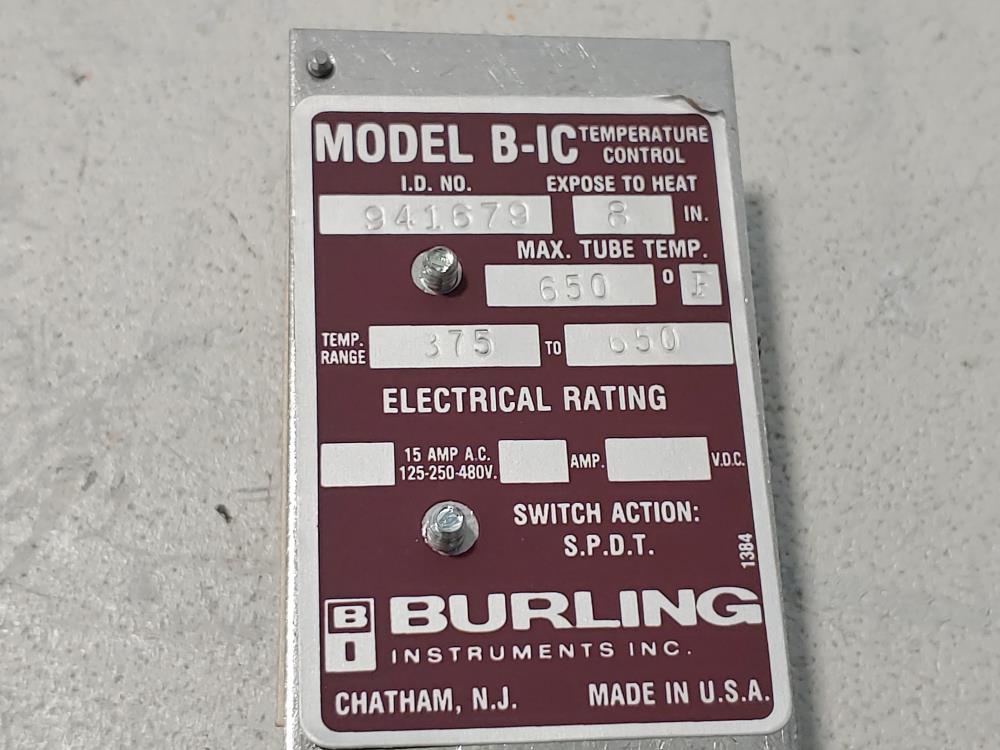 MODEL B-IC TEMPERATURE CONTROL
I.D. NO. EXPOSE TO HEAT
941679 8 IN.
MAX. TUBE TEMP.
650 º F
TEMP. RANGE 375 TO 650
ELECTRICAL RATING
15 AMP A.C. 125-250-480V. AMP. V.D.C.
SWITCH ACTION:
S.P.D.T.
1384
BI BURLING
INSTRUMENTS INC.
CHATHAM, N.J. MADE IN U.S.A.